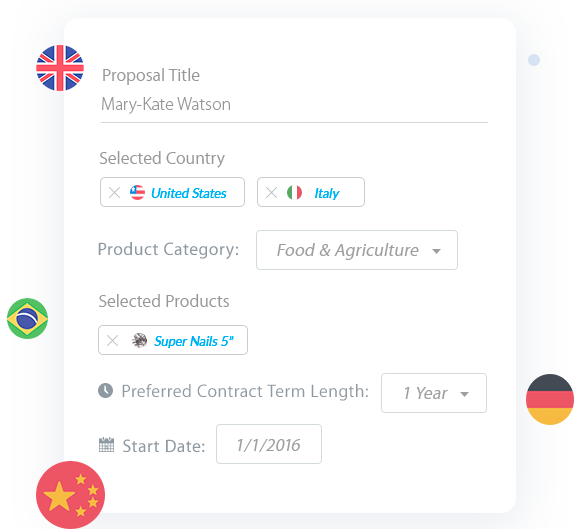 Proposal Title
Mary-Kate Watson
Selected Country
United States Italy
Product Category: Food & Agriculture
Selected Products
Super Nails 5"
Preferred Contract Term Length: 1 Year
Start Date: 1/1/2016